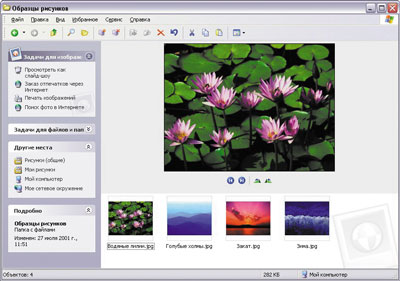 Образцы рисунков
Файл Правка Вид Избранное Сервис Справка
Задачи для изображе
Просмотреть как
слайд-шоу
Заказ отпечатков через
Интернет
Печать изображений
Поиск фото в Интернете
Задачи для файлов и пап
Другие места
Рисунки (общие)
Мои рисунки
Мой компьютер
Мое сетевое окружение
Подробно
Образцы рисунков
Папка с файлами
Изменен: 27 июля 2001 г.,
11:51
Водяные лилии.jpg Голубые холмы.jpg Закат.jpg Зима.jpg
Объектов: 4 282 КБ Мой компьютер